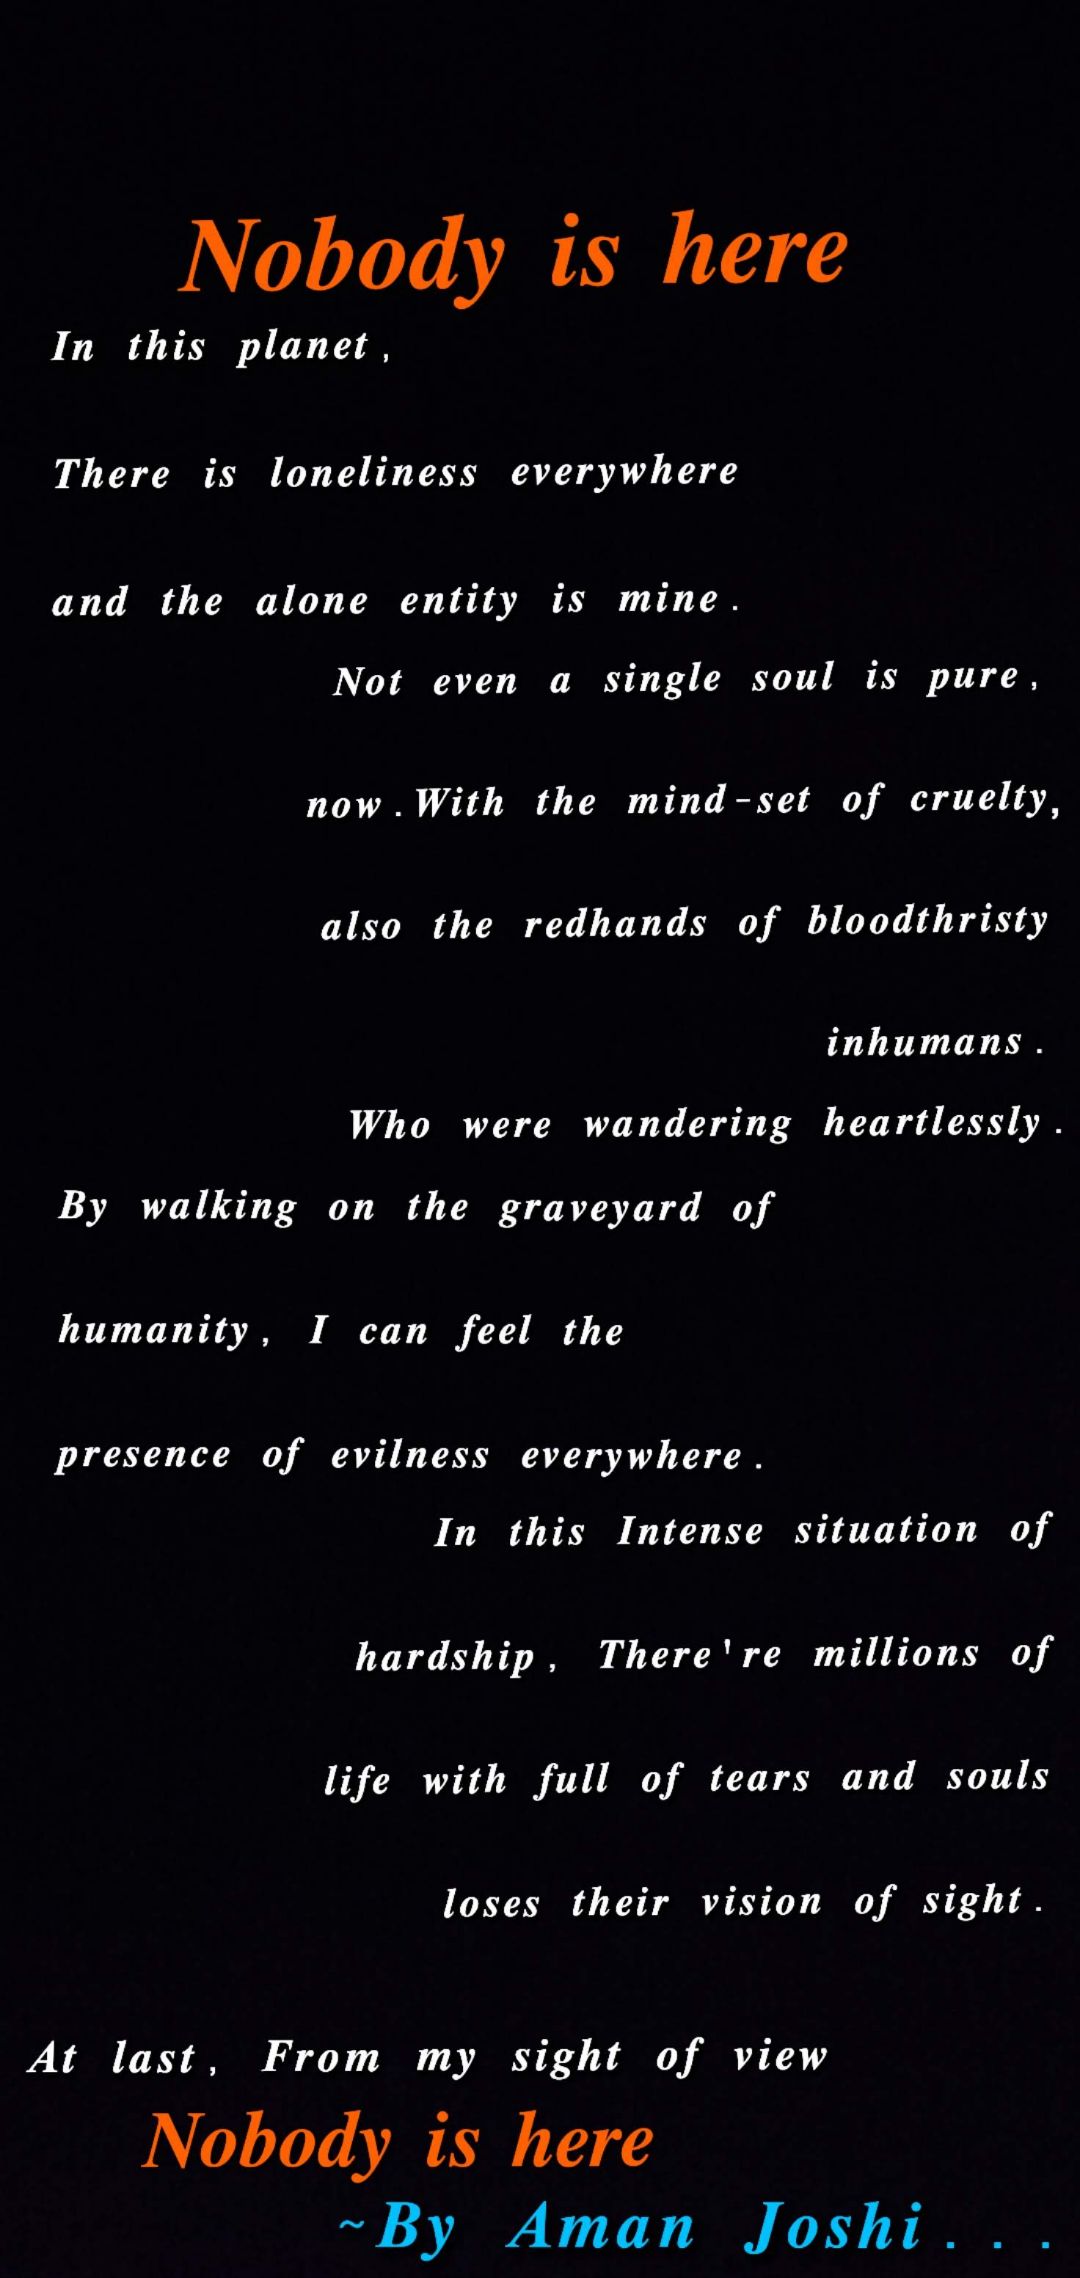 Nobody is here
In this planet,
There is loneliness everywhere
and the alone entity is mine.
Not even a single soul is pure,
now.With the mind-set of cruelty,
also the redhands of bloodthristy
inhumans.
Who were wandering heartlessly.
By walking on the graveyard of
humanity, I can feel the
presence of evilness everywhere.
In this Intense situation of
hardship, There're millions of
life with full of tears and souls
loses their vision of sight.
At last, From my sight of view
Nobody is here
~By Aman Joshi...